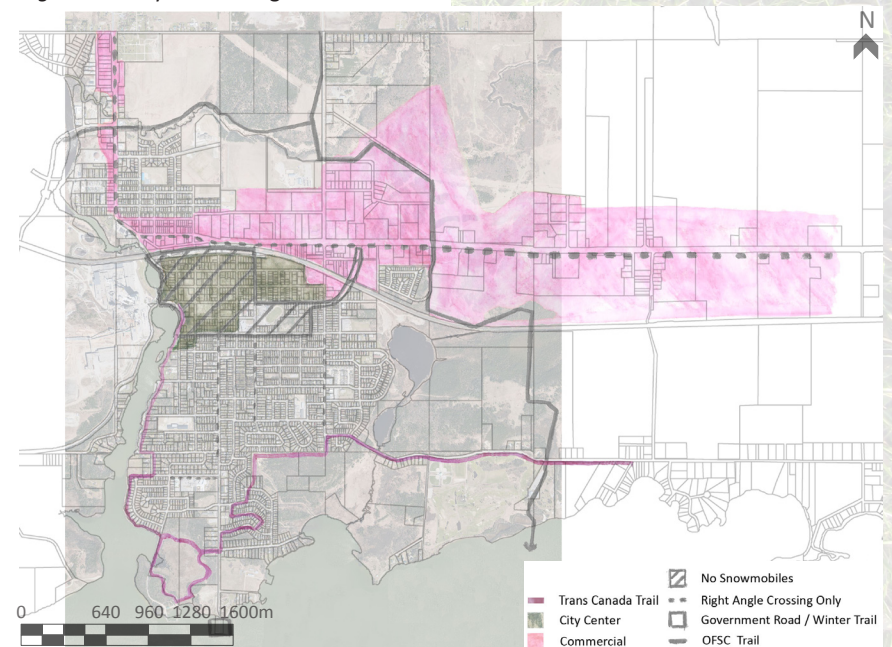 N
No Snowmobiles
Trans Canada Trail
Right Angle Crossing Only
City Center
Government Road / Winter Trail
Commercial
OFSC Trail
0 640 960 1280 1600m